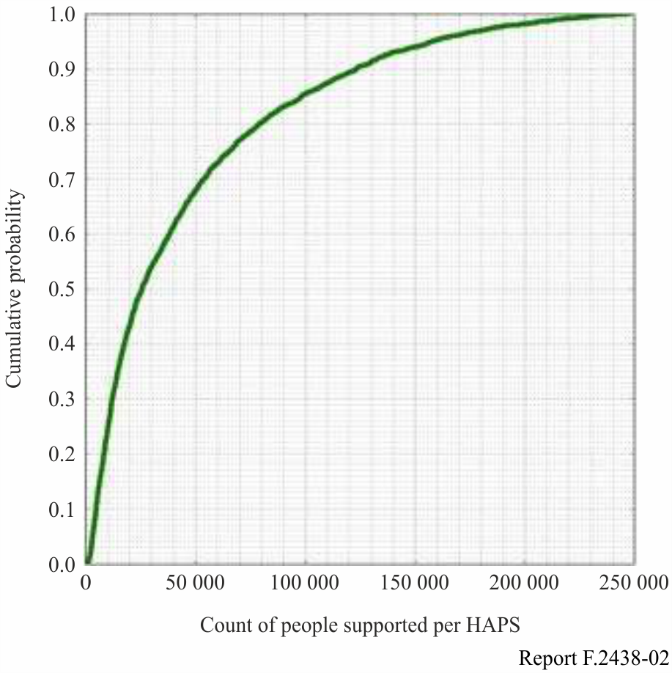 1.0
0.9
0.8
0.7
0.6
0.5
0.4
0.3
0.2
0.1
0.0
Cumulative probability
0 50 000 100 000 150 000 200 000 250 000
Count of people supported per HAPS
Report F.2438-02